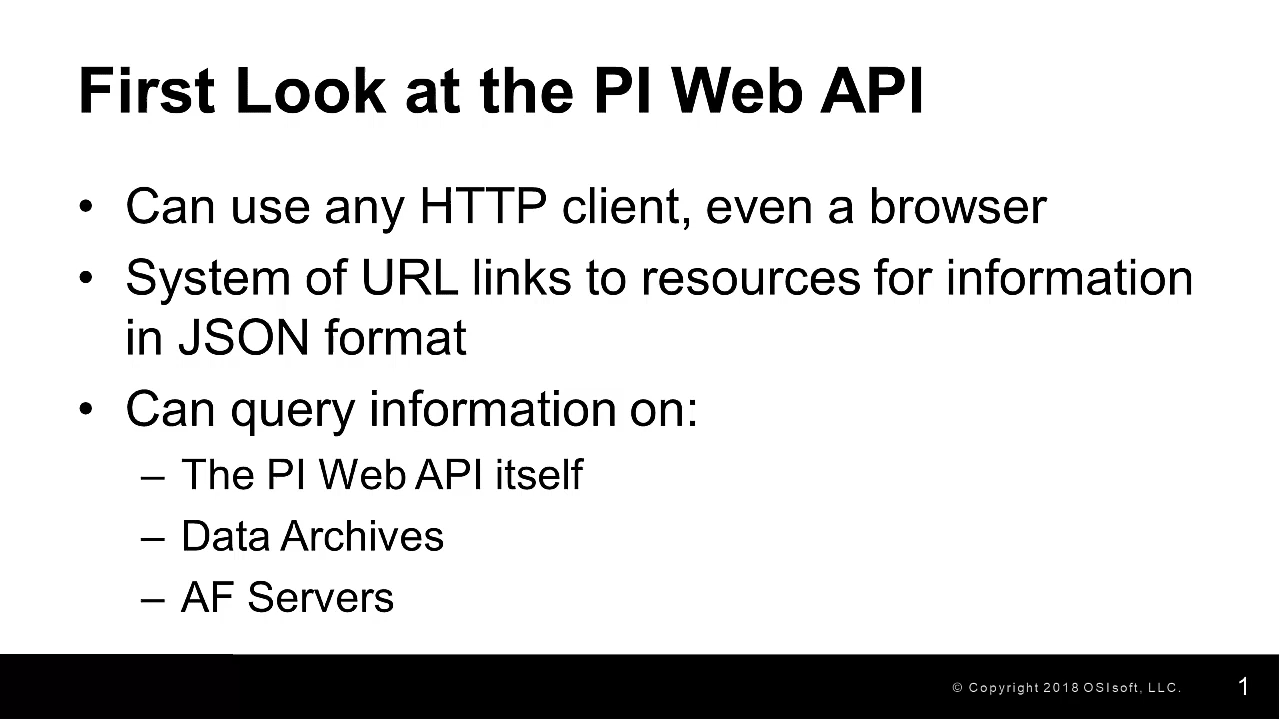 First Look at the PI Web API
• Can use any HTTP client, even a browser
• System of URL links to resources for information
in JSON format
• Can query information on:
– The PI Web API itself
– Data Archives
– AF Servers
© Copyright 2018 OSIsoft, LLC.
1